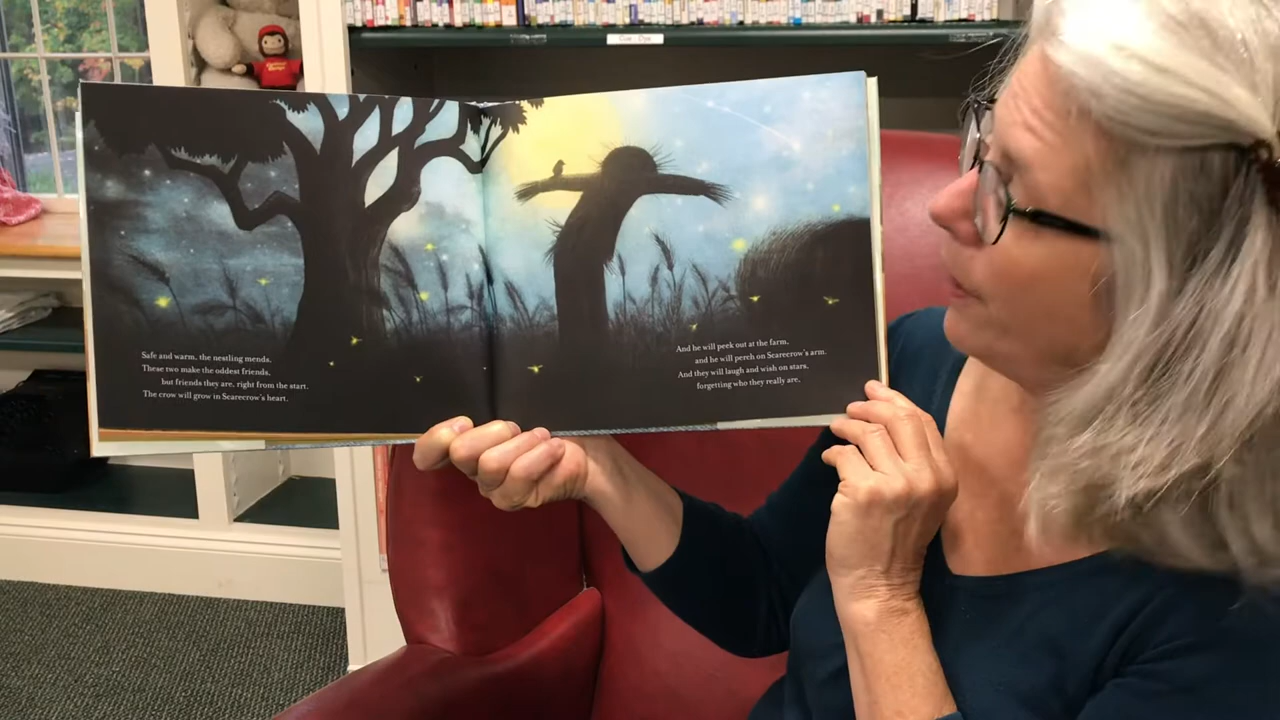 Cue - Dye
Safe and warm, the nestling mends.
These two make the oddest friends,
but friends they are, right from the start.
The crow will grow in Scarecrow's heart.
And he will peek out at the farm,
and he will perch on Scarecrow's arm.
And they will laugh and wish on stars,
forgetting who they really are.